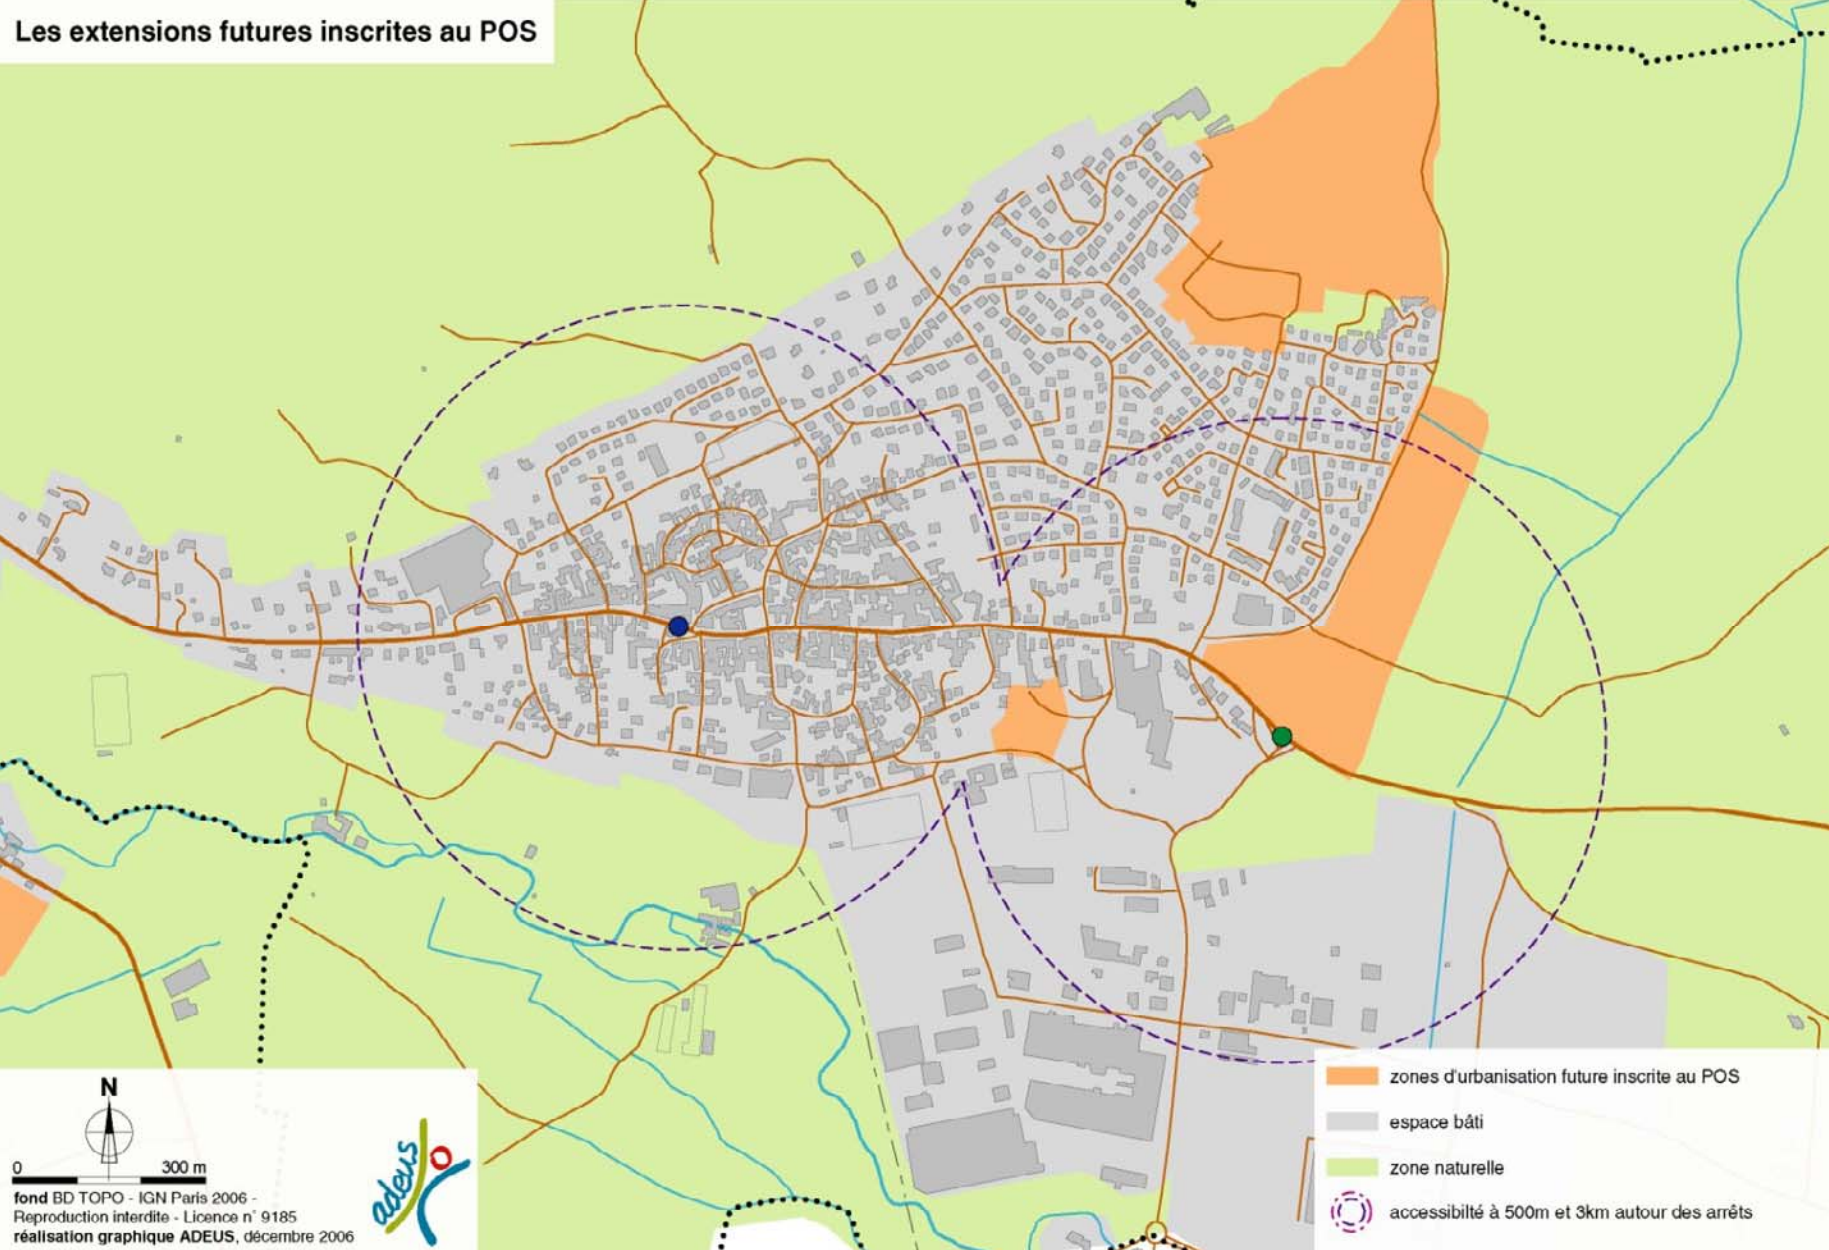 Les extensions futures inscrites au POS
N
0 300 m
fond BD TOPO - IGN Paris 2006 -
Reproduction interdite - Licence n° 9185
réalisation graphique ADEUS, décembre 2006
adeus
zones d'urbanisation future inscrite au POS
espace bâti
zone naturelle
accessibilté à 500m et 3km autour des arrêts